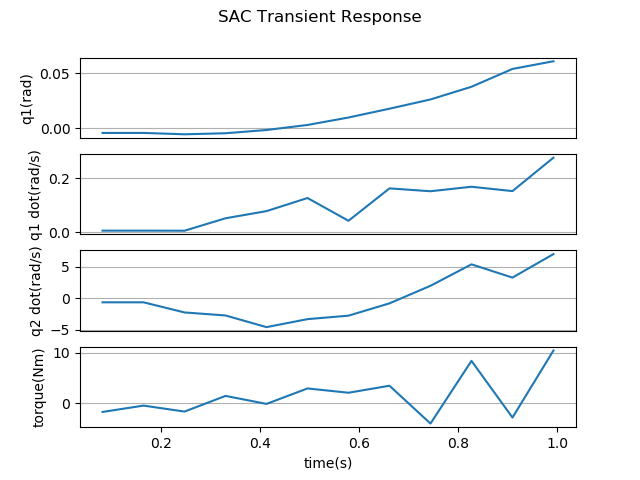 SAC Transient Response
q1(rad)
0.05
0.00
q1 dot(rad/s)
0.2
0.0
q2 dot(rad/s)
5
0
−5
torque(Nm)
10
0
0.2 0.4 0.6 0.8 1.0
time(s)